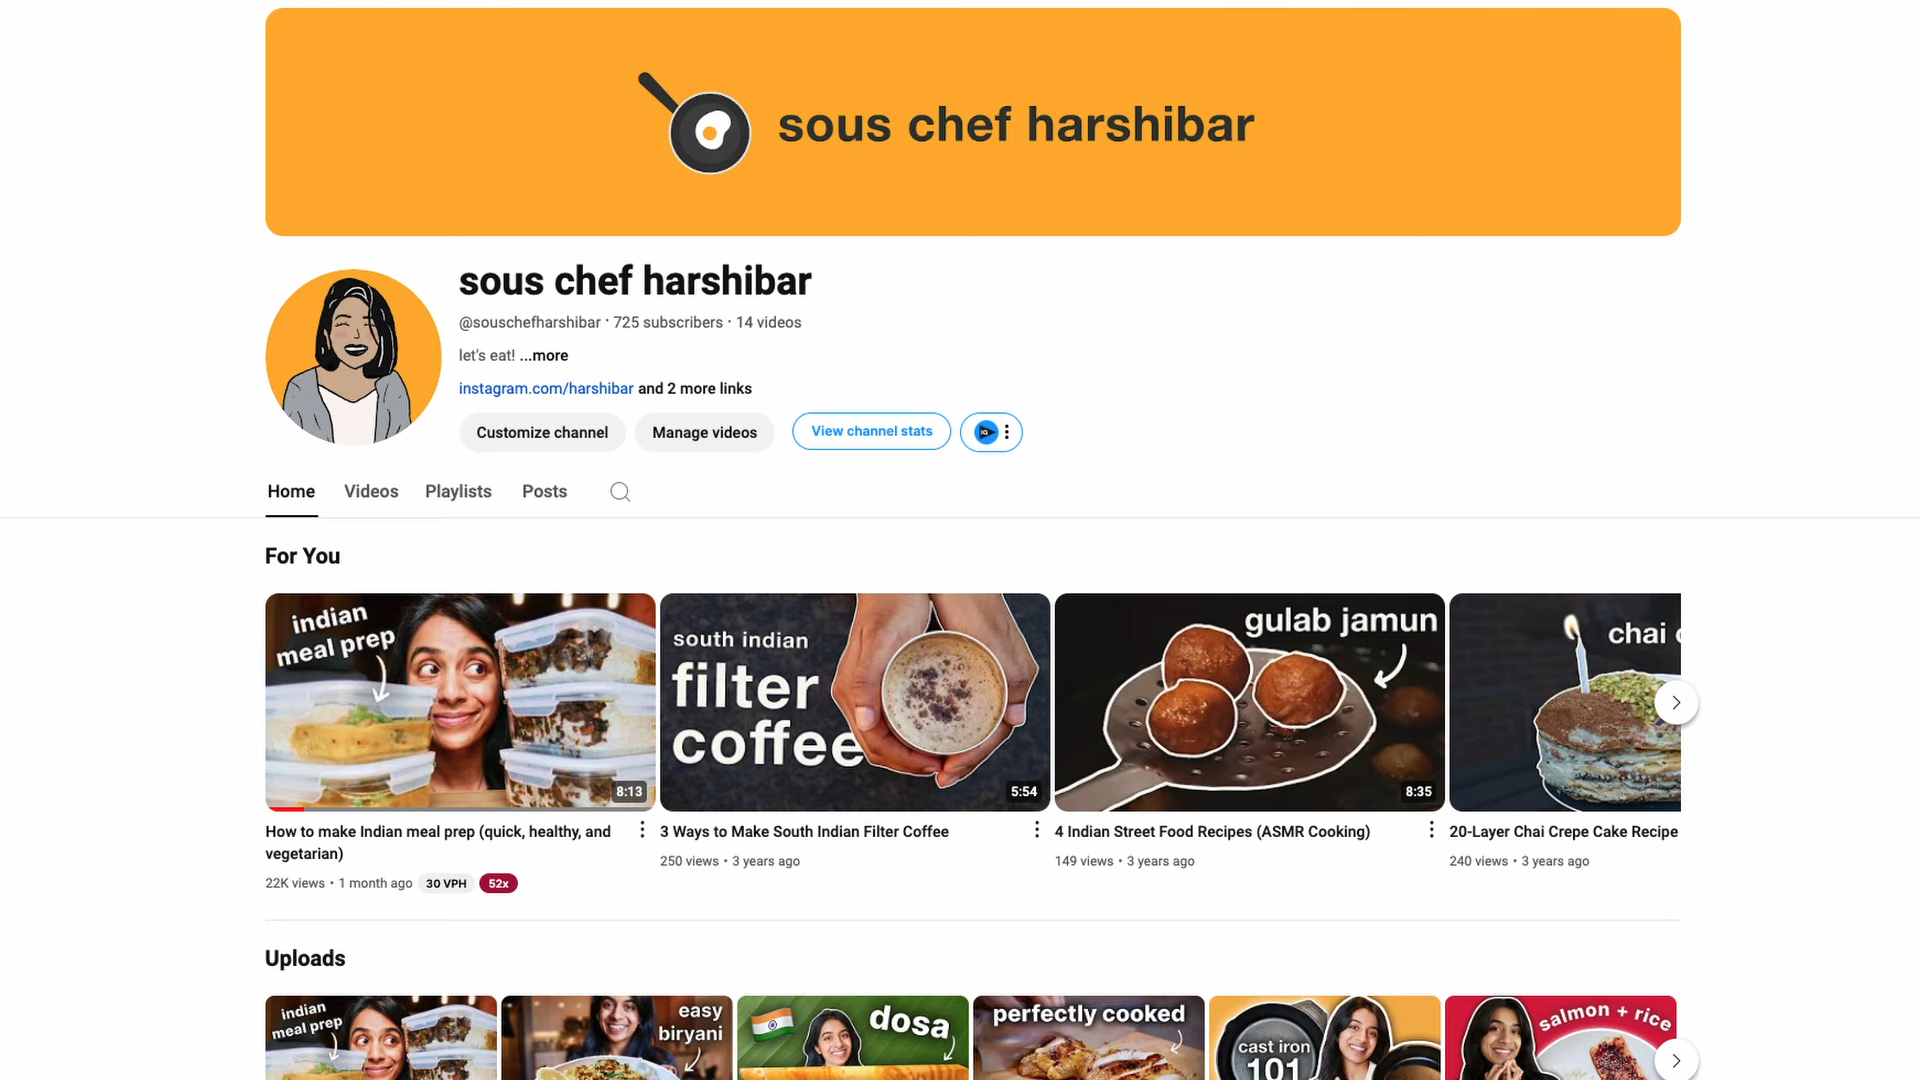 sous chef harshibar
sous chef harshibar
@souschefharshibar · 725 subscribers · 14 videos
let's eat! ...more
instagram.com/harshibar and 2 more links
Customize channel
Manage videos
View channel stats
IQ
Home
Videos
Playlists
Posts
For You
indian
meal prep
8:13
south indian
filter
coffee
5:54
gulab jamun
8:35
chai
How to make Indian meal prep (quick, healthy, and
vegetarian)
22K views · 1 month ago
30 VPH
52x
3 Ways to Make South Indian Filter Coffee
250 views · 3 years ago
4 Indian Street Food Recipes (ASMR Cooking)
149 views · 3 years ago
20-Layer Chai Crepe Cake Recipe
240 views · 3 years ago
Uploads
indian
meal prep
easy
biryani
dosa
perfectly cooked
cast iron
101
salmon + rice